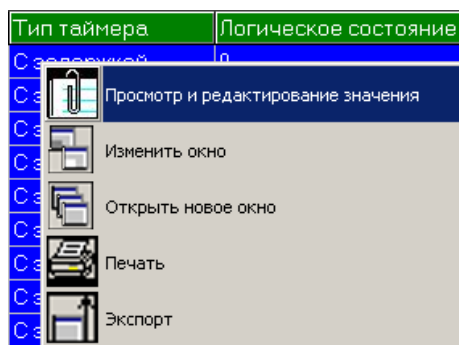 Тип таймера Логическое состояние
С задержкой 0
С з
Просмотр и редактирование значения
С з
С з
Изменить окно
С з
С з
Открыть новое окно
С з
С з
Печать
С з
С з
Экспорт